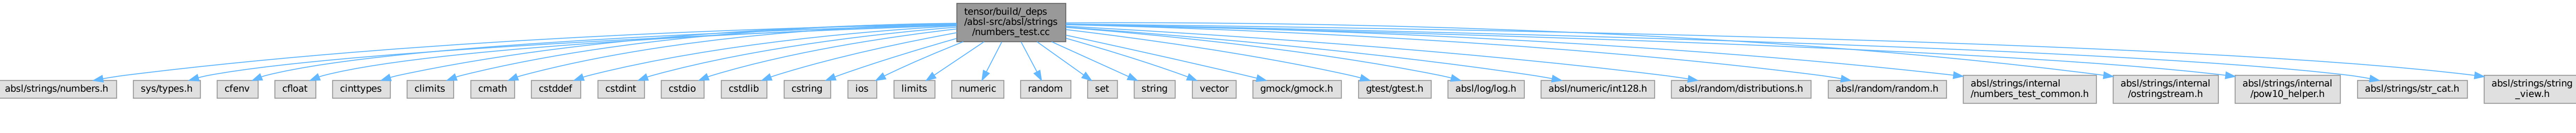 tensor/build/_deps
/absl-src/absl/strings
/numbers_test.cc
absl/strings/numbers.h
sys/types.h
cfenv
cfloat
cinttypes
climits
cmath
cstddef
cstdint
cstdio
cstdlib
cstring
ios
limits
numeric
random
set
string
vector
gmock/gmock.h
gtest/gtest.h
absl/log/log.h
absl/numeric/int128.h
absl/random/distributions.h
absl/random/random.h
absl/strings/internal
/numbers_test_common.h
absl/strings/internal
/ostringstream.h
absl/strings/internal
/pow10_helper.h
absl/strings/str_cat.h
absl/strings/string
_view.h